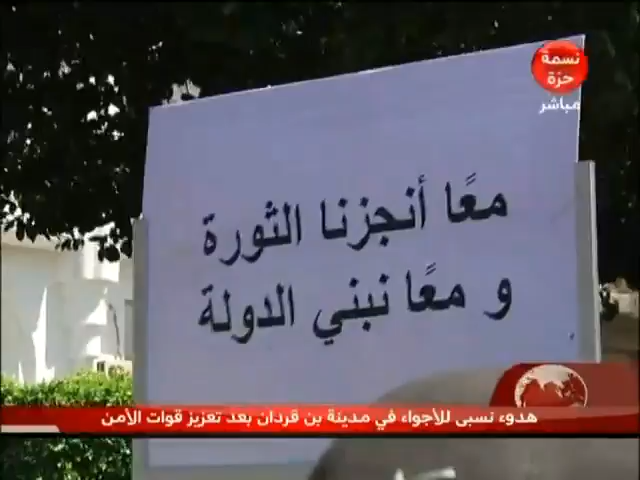 نسمة
حزة
مباشر
معًا أنجزنا الثورة
و معًا نبني الدولة
هدوء نسبي للأجواء في مدينة بن قردان بعد تعزيز قوات الأمن